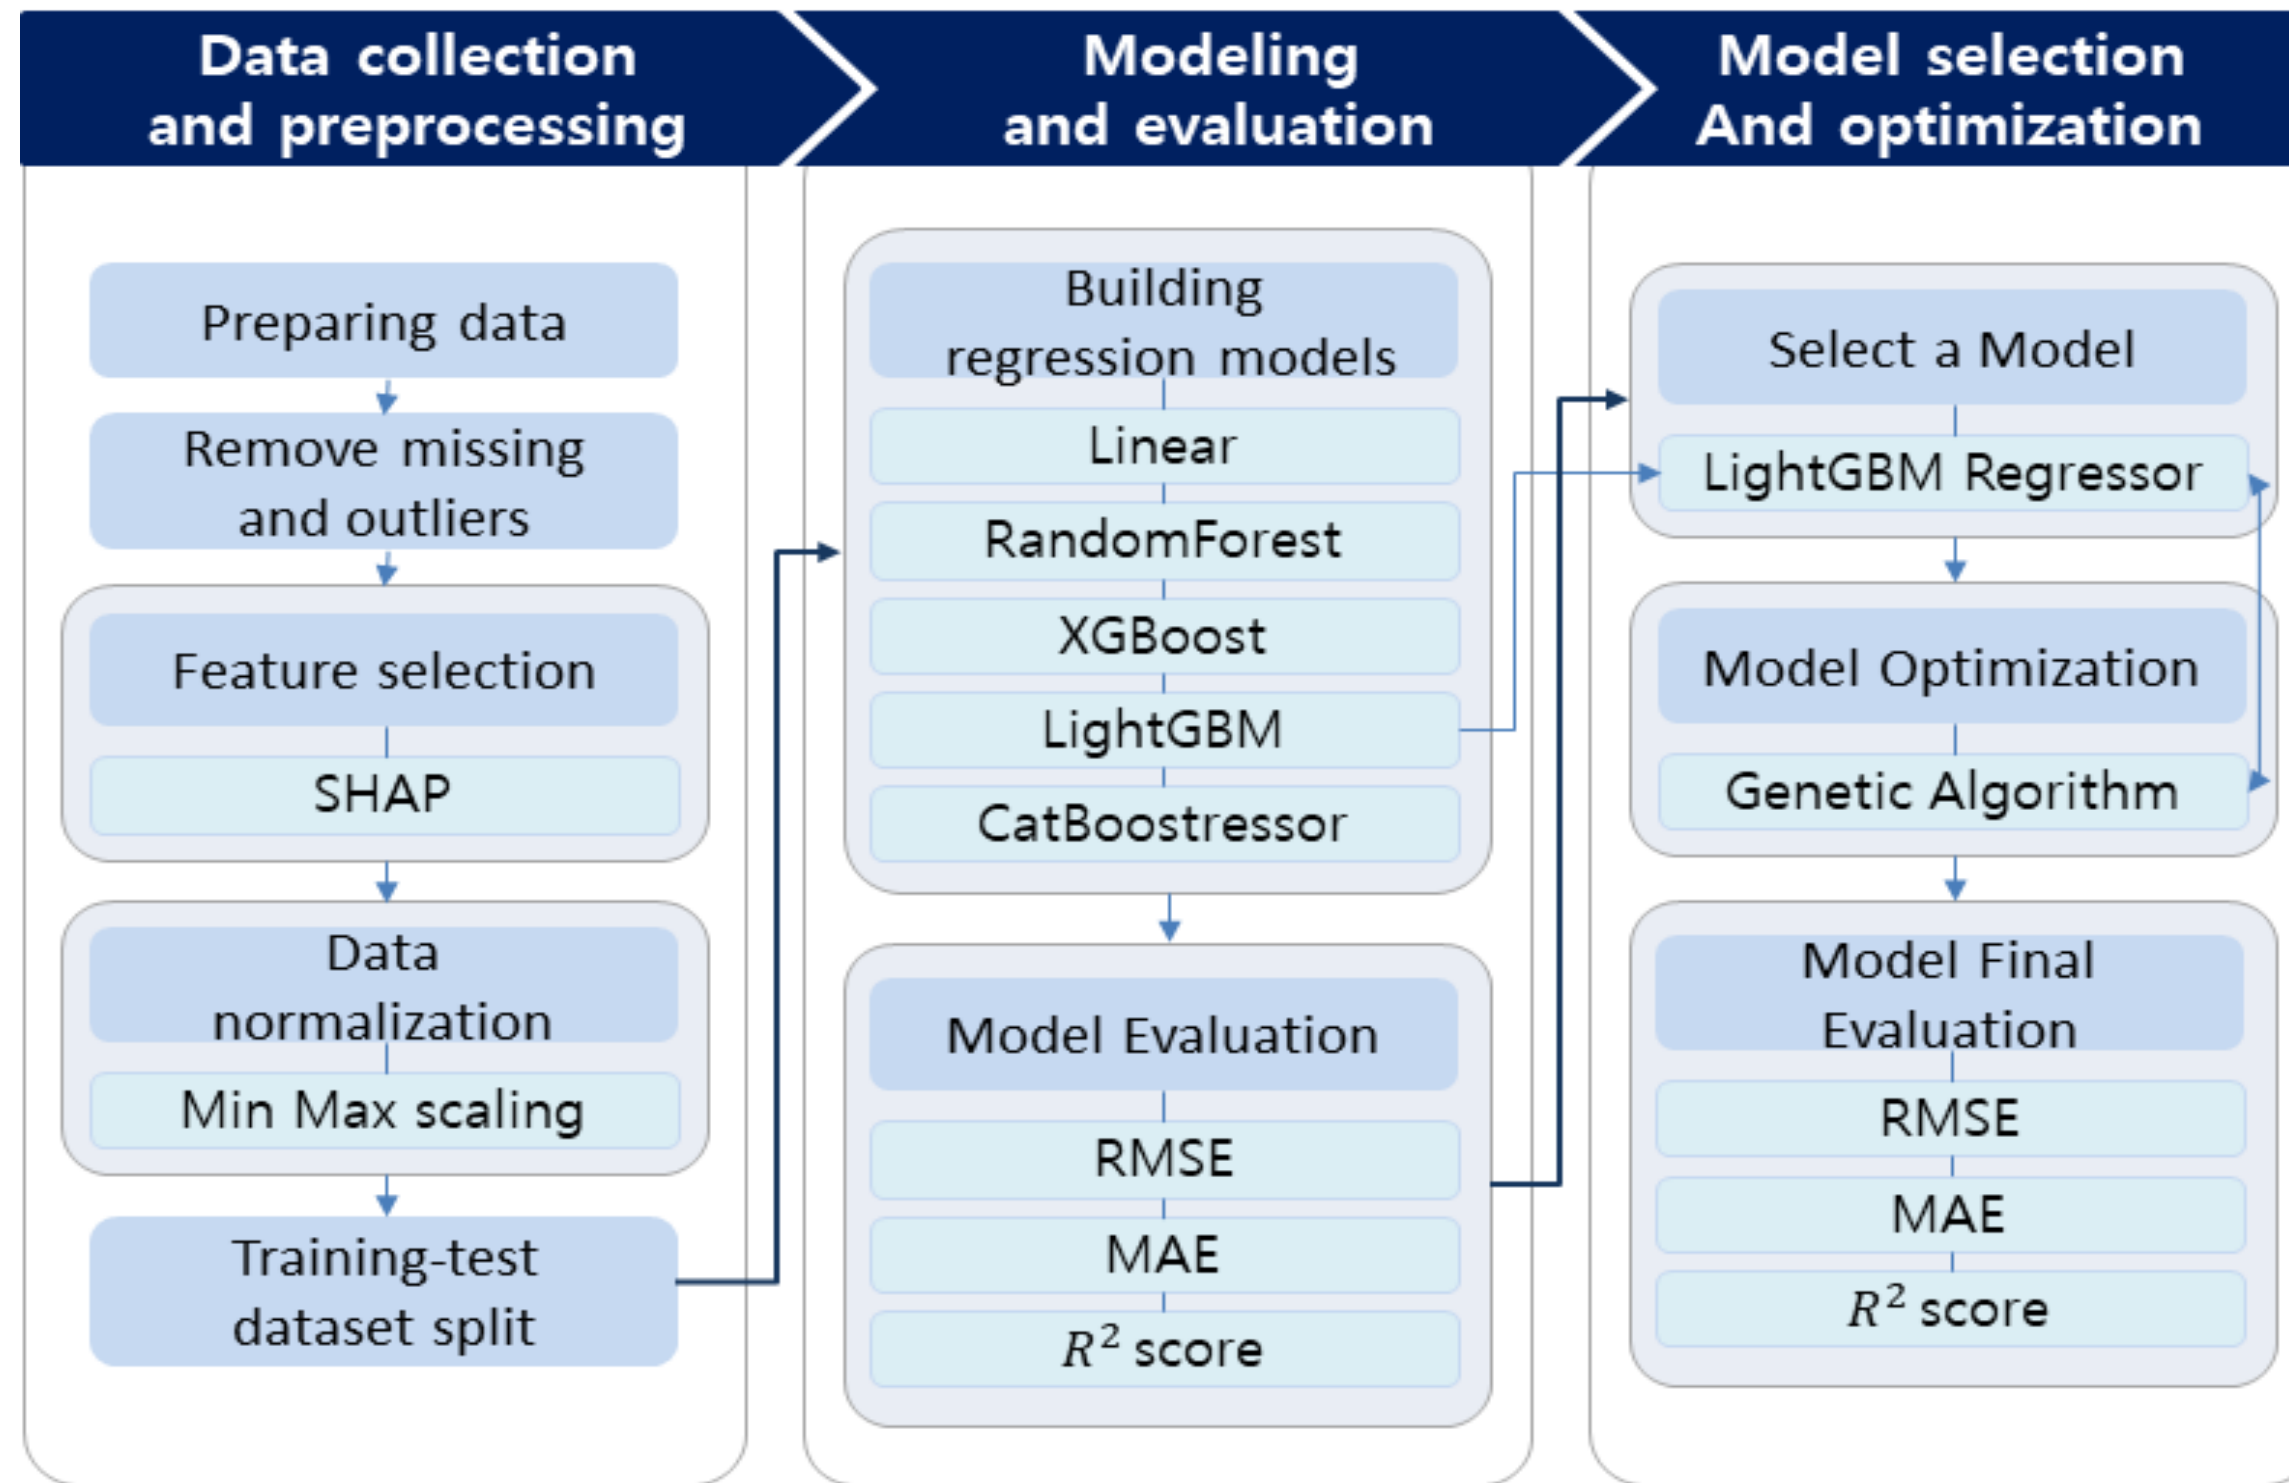 Data collection
and preprocessing
Modeling
and evaluation
Model selection
And optimization
Preparing data
Remove missing
and outliers
Feature selection
SHAP
Data
normalization
Min Max scaling
Training-test
dataset split
Building
regression models
Linear
RandomForest
XGBoost
LightGBM
CatBoostressor
Model Evaluation
RMSE
MAE
R² score
Select a Model
LightGBM Regressor
Model Optimization
Genetic Algorithm
Model Final
Evaluation
RMSE
MAE
R² score